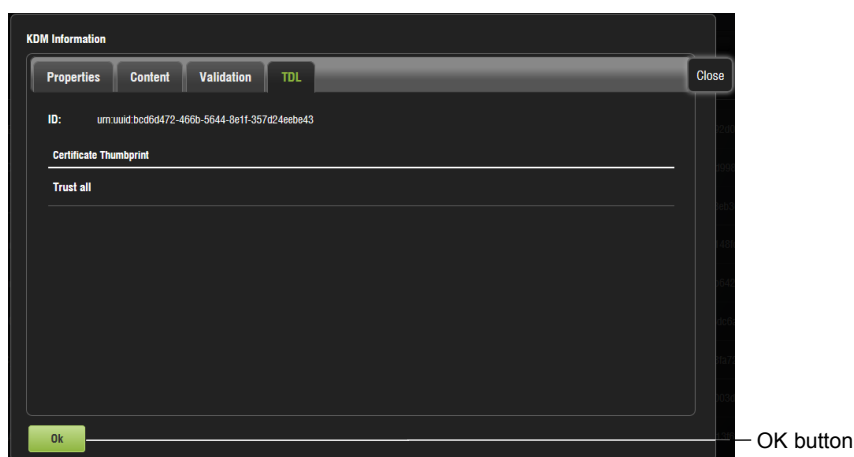 KDM Information
Properties Content Validation TDL
Close
ID: urn:uuid:bcd6d472-466b-5644-8e1f-357d24eebe43
Certificate Thumbprint
Trust all
Ok
OK button